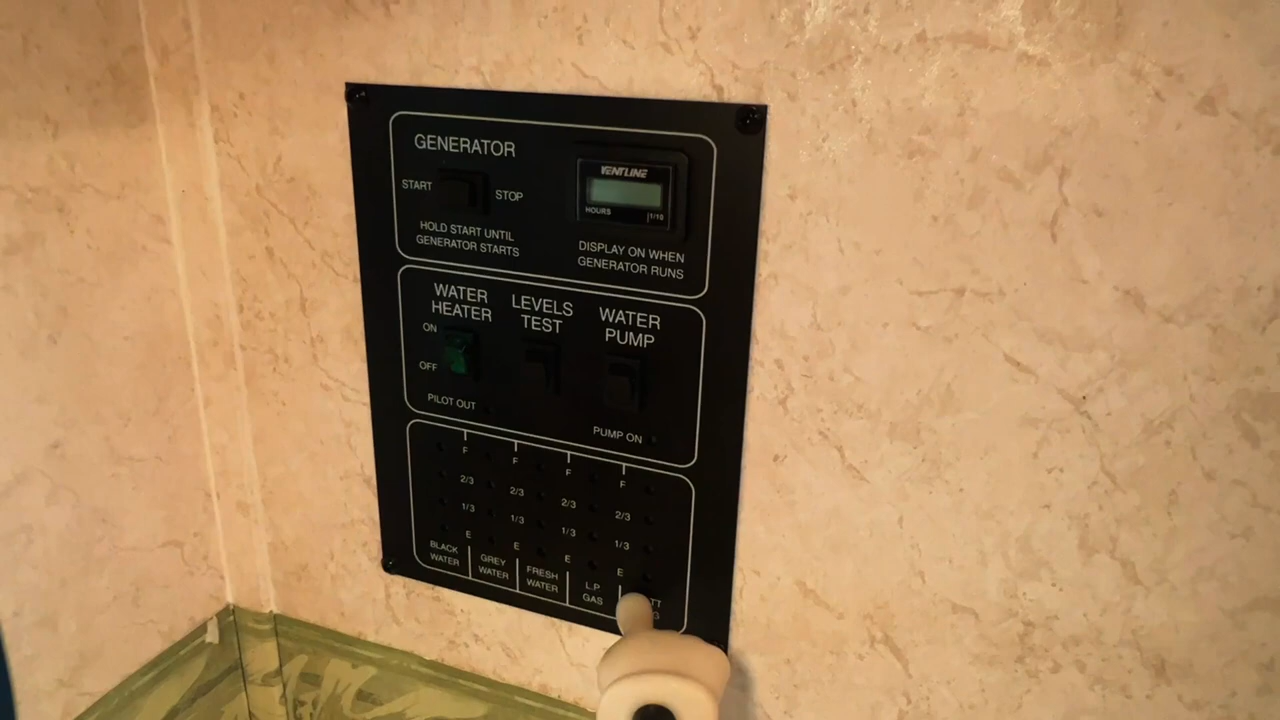 GENERATOR
START
STOP
HOLD START UNTIL
GENERATOR STARTS
VENTLINE
HOURS
1/10
DISPLAY ON WHEN
GENERATOR RUNS
WATER
HEATER
ON
OFF
PILOT OUT
LEVELS
TEST
WATER
PUMP
PUMP ON
F F F F
2/3 2/3 2/3 2/3
1/3 1/3 1/3 1/3
E E E E
BLACK
WATER
GREY
WATER
FRESH
WATER
L.P
GAS